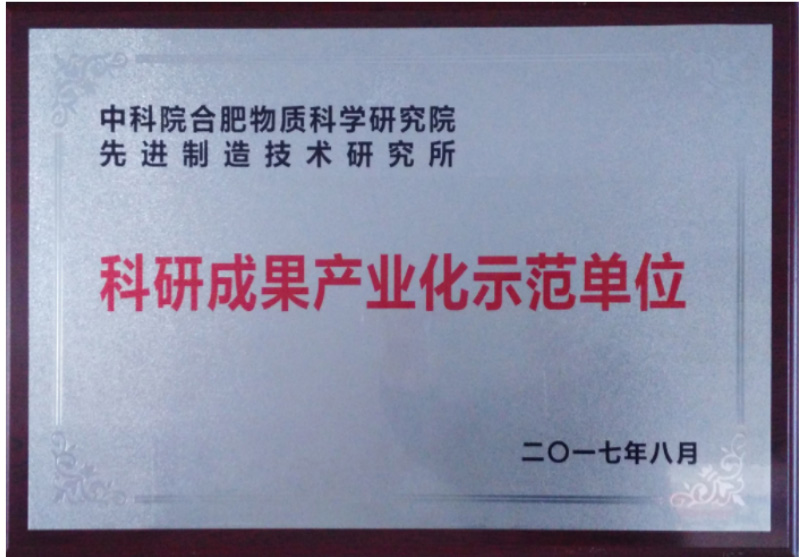 中科院合肥物质科学研究院
先进制造技术研究所
科研成果产业化示范单位
二〇一七年八月